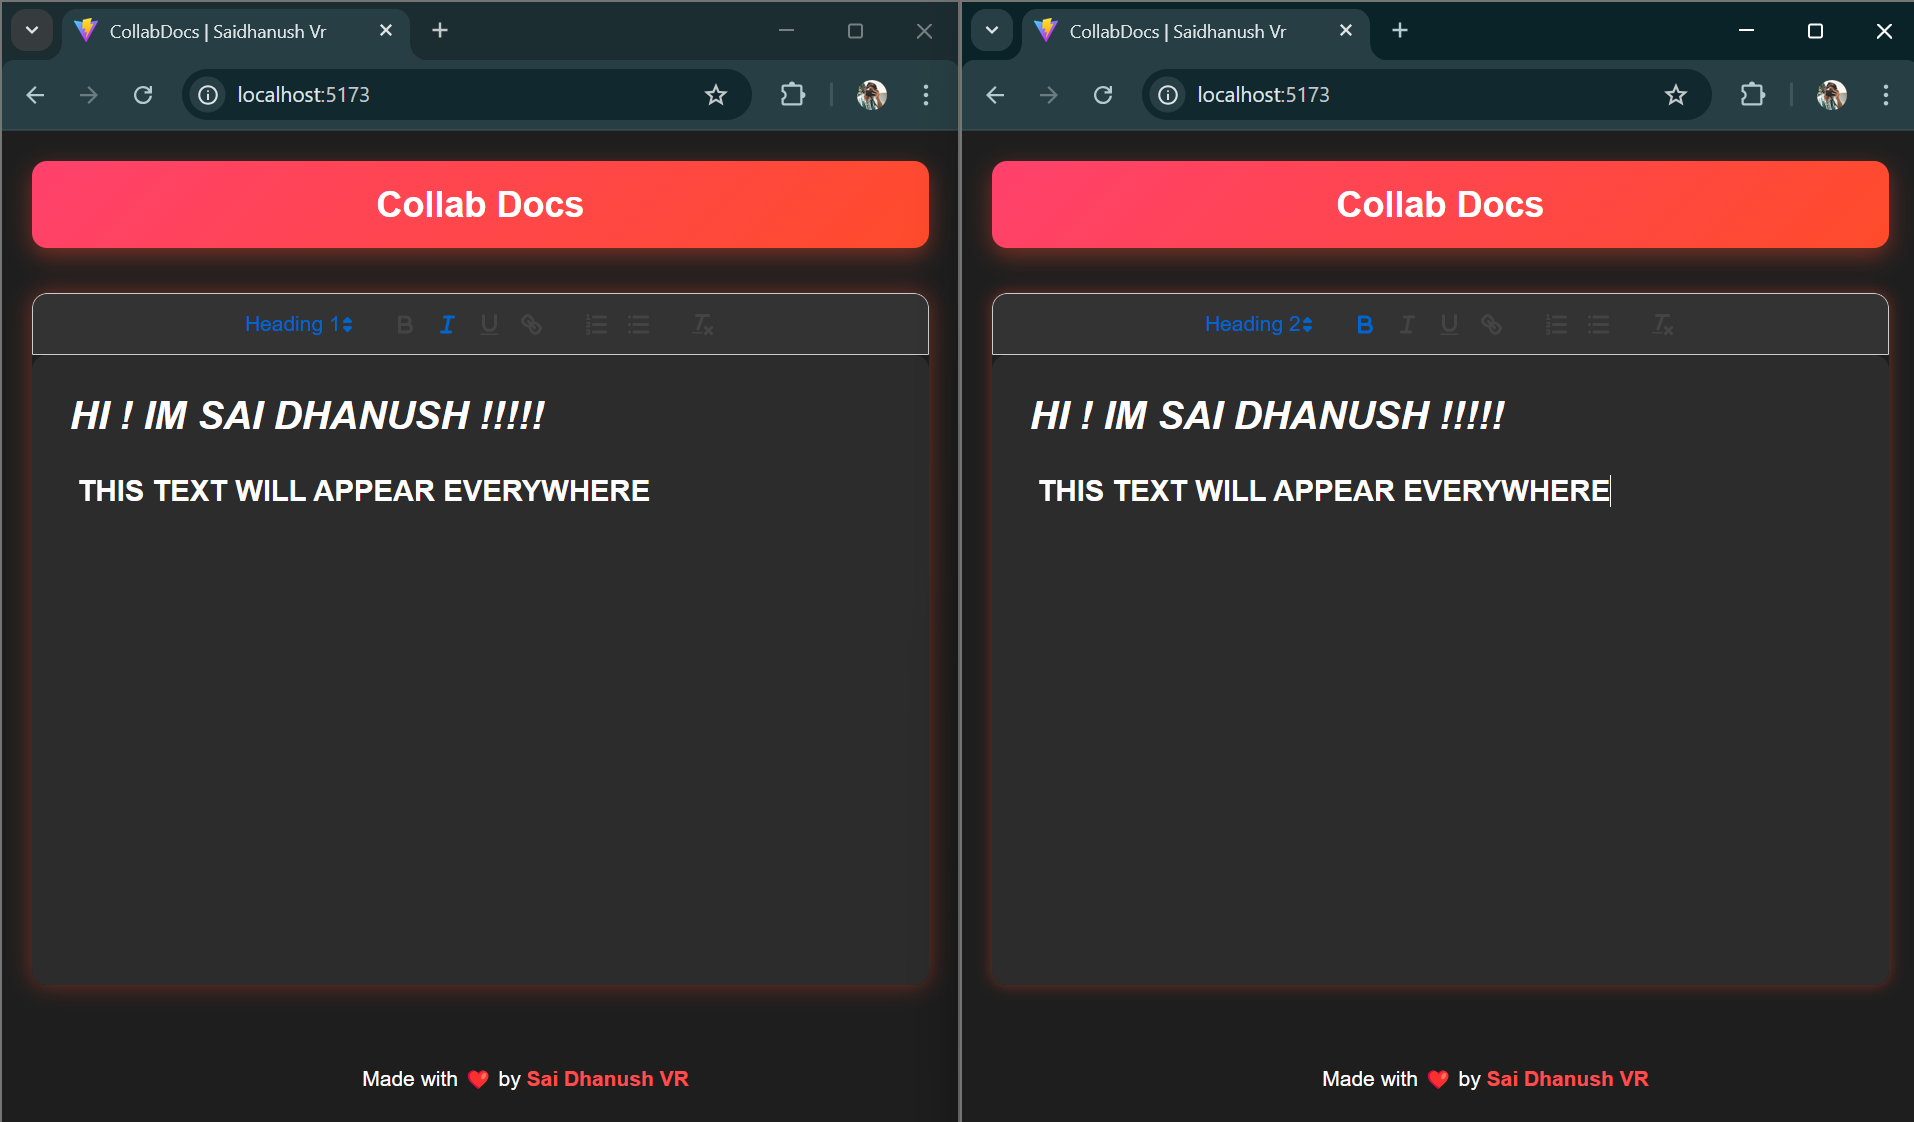 CollabDocs | Saidhanush Vr
localhost:5173
Collab Docs
Heading 1
HI ! IM SAI DHANUSH !!!!!
THIS TEXT WILL APPEAR EVERYWHERE
Made with ❤️ by Sai Dhanush VR
CollabDocs | Saidhanush Vr
localhost:5173
Collab Docs
Heading 2
HI ! IM SAI DHANUSH !!!!!
THIS TEXT WILL APPEAR EVERYWHERE
Made with ❤️ by Sai Dhanush VR